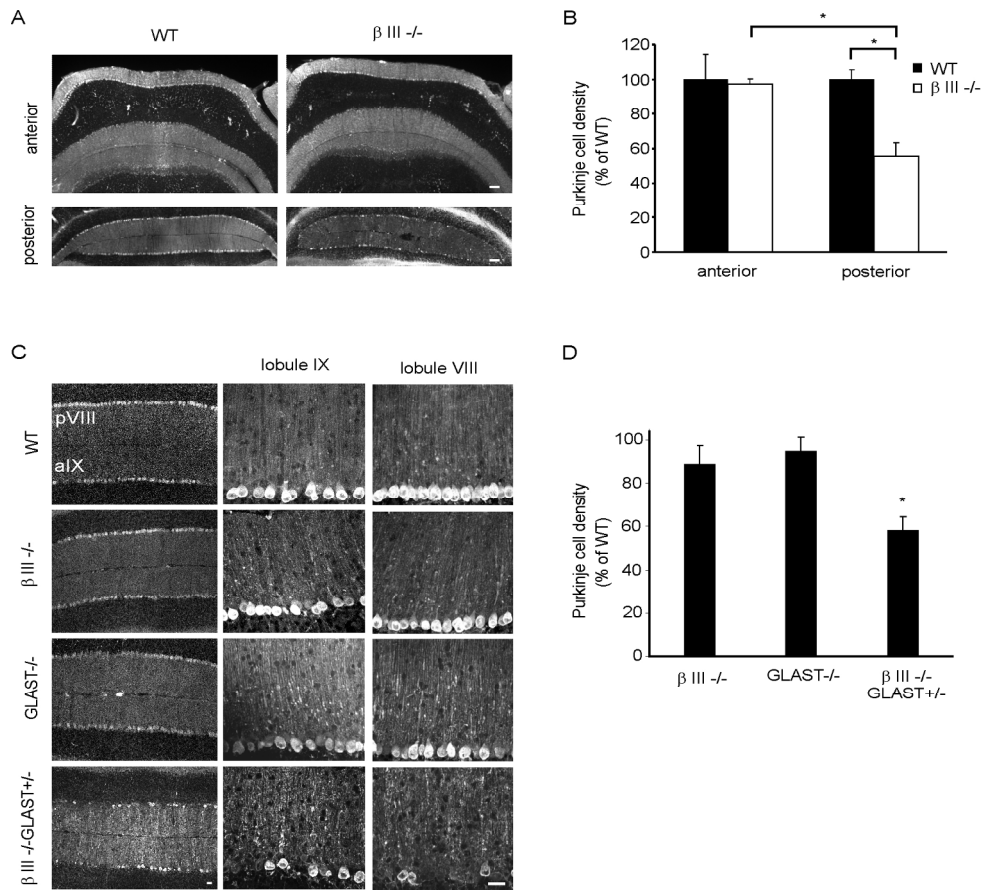 A
WT
β III -/-
anterior
posterior
B
*
*
120
100
80
60
40
20
0
Purkinje cell density
(% of WT)
WT
β III -/-
anterior
posterior
C
lobule IX
lobule VIII
WT
pVIII
aIX
β III -/-
GLAST-/-
β III -/-GLAST+/-
D
100
80
60
40
20
0
Purkinje cell density
(% of WT)
*
β III -/-
GLAST-/-
β III -/-
GLAST+/-